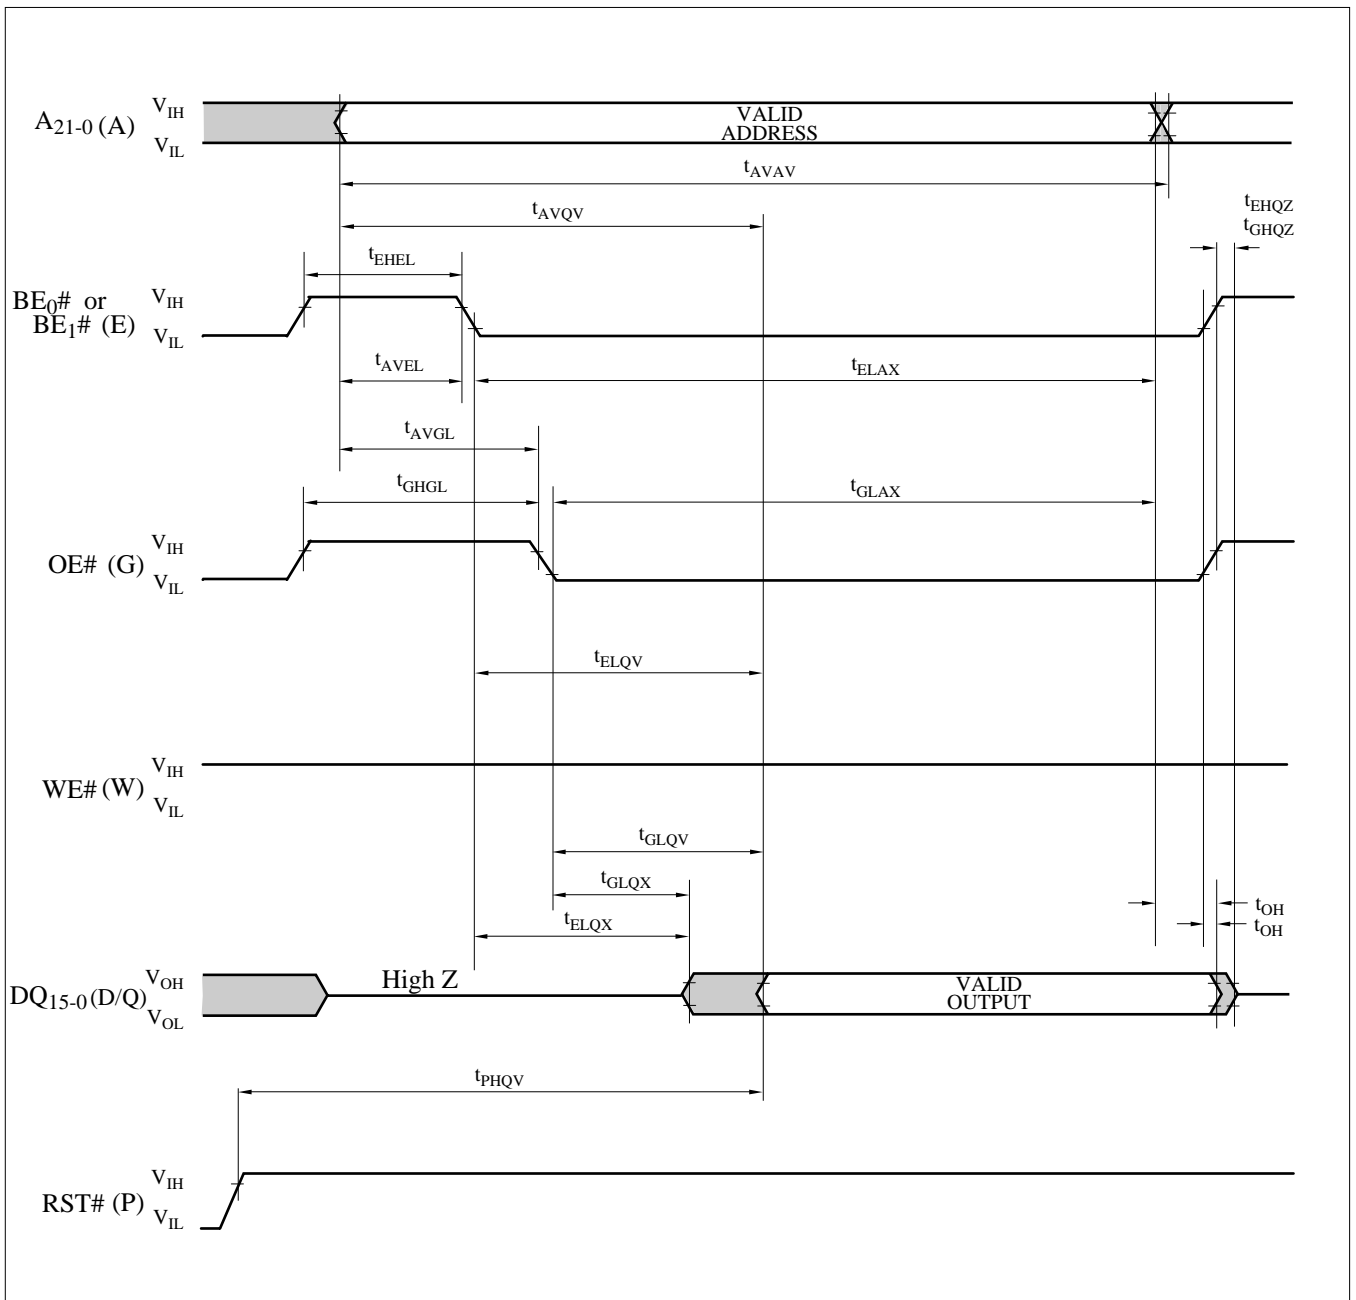 VIH
A21-0 (A)
VIL
VALID
ADDRESS
tAVAV
tAVQV
tEHQZ
tGHQZ
tEHEL
BE0# or
BE1# (E)
VIH
VIL
tAVEL
tELAX
tAVGL
tGHGL
tGLAX
VIH
OE# (G)
VIL
tELQV
VIH
WE# (W)
VIL
tGLQV
tGLQX
tELQX
tOH
tOH
VOH
DQ15-0 (D/Q)
VOL
High Z
VALID
OUTPUT
tPHQV
VIH
RST# (P)
VIL